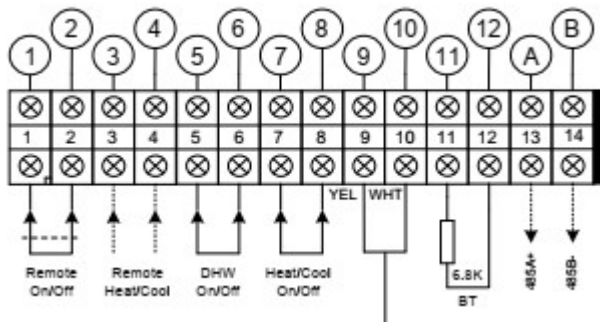 1 2 3 4 5 6 7 8 9 10 11 12 A B
1 2 3 4 5 6 7 8 9 10 11 12 13 14
YEL WHT
Remote
On/Off
Remote
Heat/Cool
DHW
On/Off
Heat/Cool
On/Off
6.8K
BT
485A+
485B-